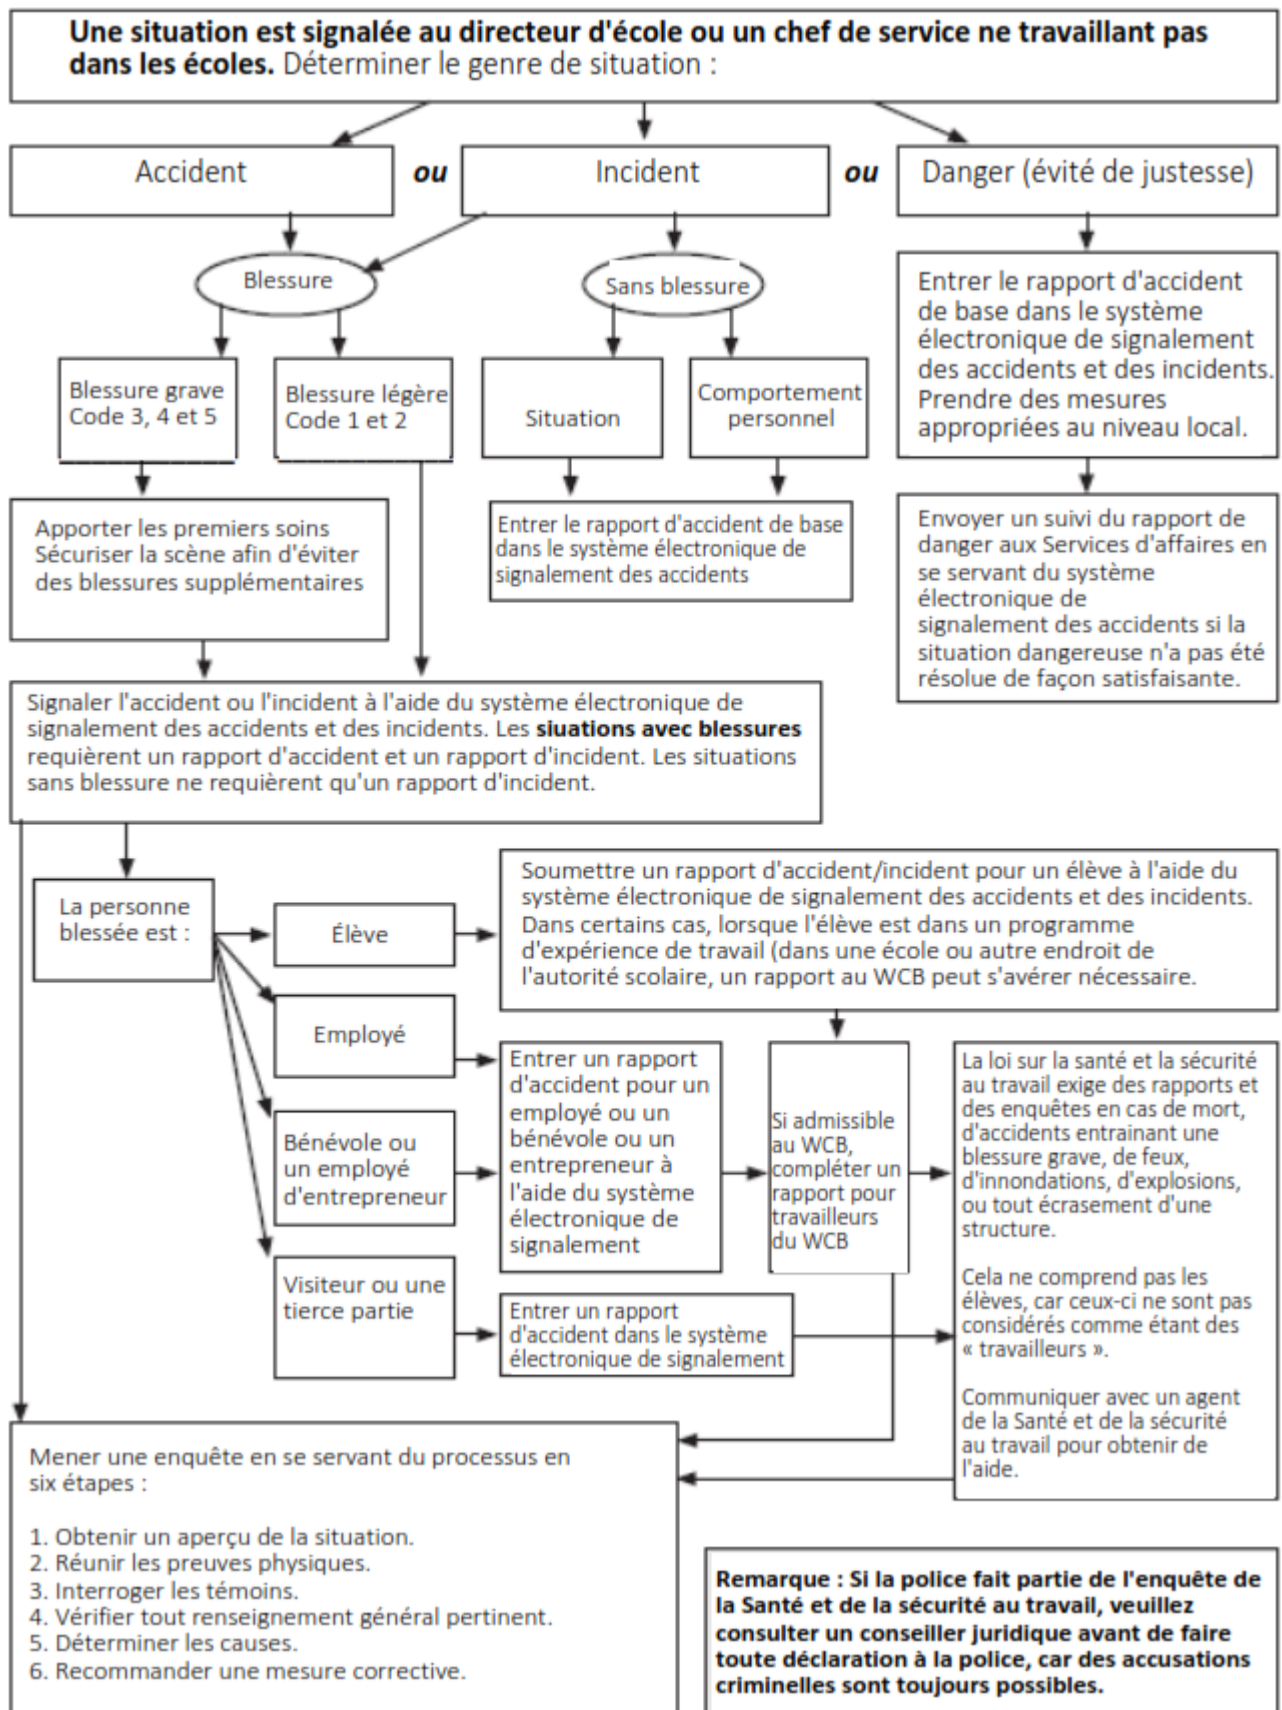 Une situation est signalée au directeur d'école ou un chef de service ne travaillant pas
dans les écoles. Déterminer le genre de situation :
Accident
ou
Incident
ou
Danger (évité de justesse)
Blessure
Sans blessure
Entrer le rapport d'accident
de base dans le système
électronique de signalement
des accidents et des incidents.
Prendre des mesures
appropriées au niveau local.
Blessure grave
Code 3, 4 et 5
Blessure légère
Code 1 et 2
Situation
Comportement
personnel
Apporter les premiers soins
Sécuriser la scène afin d'éviter
des blessures supplémentaires
Entrer le rapport d'accident de base
dans le système électronique de
signalement des accidents
Envoyer un suivi du rapport de
danger aux Services d'affaires en
se servant du système
électronique de
signalement des accidents si la
situation dangereuse n'a pas été
résolue de façon satisfaisante.
Signaler l'accident ou l'incident à l'aide du système électronique de
signalement des accidents et des incidents. Les siuations avec blessures
requièrent un rapport d'accident et un rapport d'incident. Les situations
sans blessure ne requièrent qu'un rapport d'incident.
La personne
blessée est :
Élève
Soumettre un rapport d'accident/incident pour un élève à l'aide du
système électronique de signalement des accidents et des incidents.
Dans certains cas, lorsque l'élève est dans un programme
d'expérience de travail (dans une école ou autre endroit de
l'autorité scolaire, un rapport au WCB peut s'avérer nécessaire.
Employé
Bénévole ou
un employé
d'entrepreneur
Entrer un rapport
d'accident pour un
employé ou un
bénévole ou un
entrepreneur à
l'aide du système
électronique de
signalement
Si admissible
au WCB,
compléter un
rapport pour
travailleurs
du WCB
La loi sur la santé et la sécurité
au travail exige des rapports et
des enquêtes en cas de mort,
d'accidents entrainant une
blessure grave, de feux,
d'innondations, d'explosions,
ou tout écrasement d'une
structure.
Cela ne comprend pas les
élèves, car ceux-ci ne sont pas
considérés comme étant des
« travailleurs ».
Communiquer avec un agent
de la Santé et de la sécurité
au travail pour obtenir de
l'aide.
Visiteur ou une
tierce partie
Entrer un rapport
d'accident dans le système
électronique de signalement
Mener une enquête en se servant du processus en
six étapes :
1. Obtenir un aperçu de la situation.
2. Réunir les preuves physiques.
3. Interroger les témoins.
4. Vérifier tout renseignement général pertinent.
5. Déterminer les causes.
6. Recommander une mesure corrective.
Remarque : Si la police fait partie de l'enquête de
la Santé et de la sécurité au travail, veuillez
consulter un conseiller juridique avant de faire
toute déclaration à la police, car des accusations
criminelles sont toujours possibles.